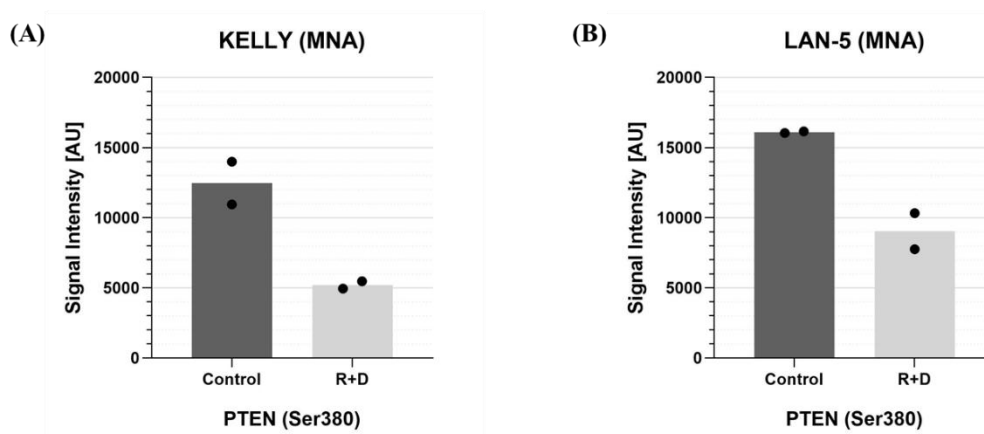 (A)
KELLY (MNA)
Signal Intensity [AU]
20000
15000
10000
5000
0
Control R+D
PTEN (Ser380)
(B)
LAN-5 (MNA)
Signal Intensity [AU]
20000
15000
10000
5000
0
Control R+D
PTEN (Ser380)